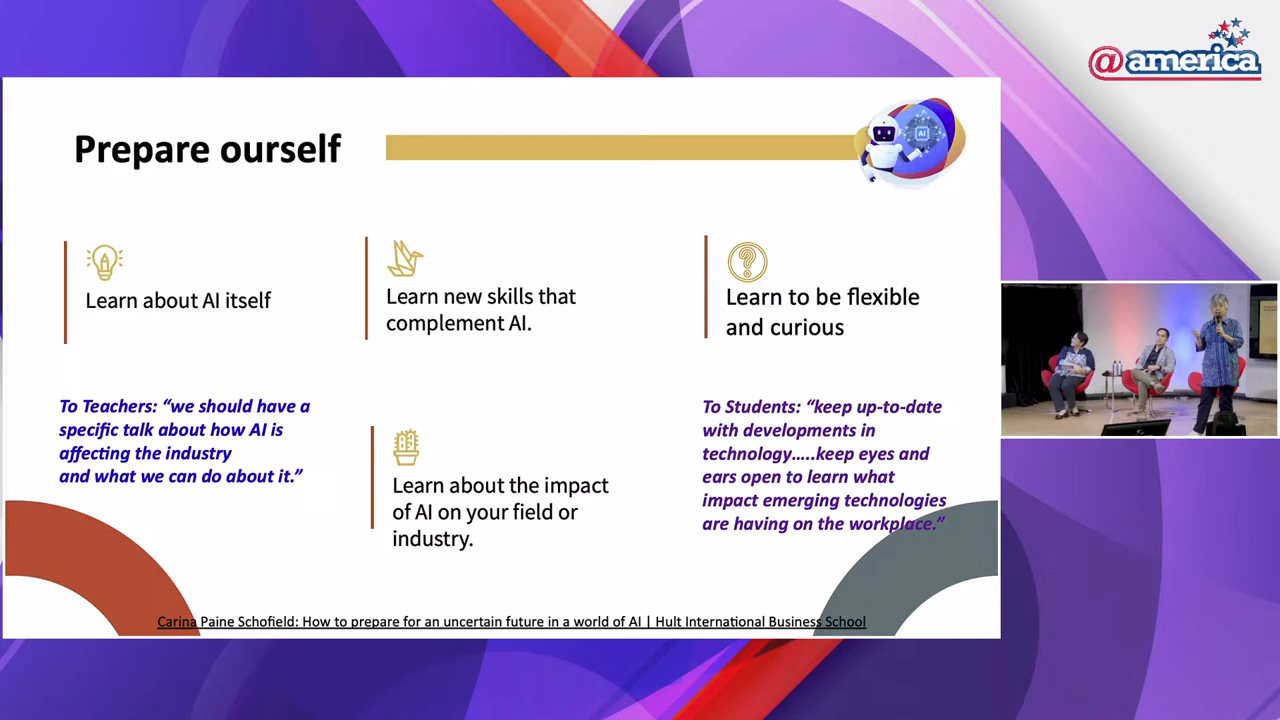 @america
Prepare ourself
AI
Learn about AI itself
Learn new skills that
complement AI.
Learn to be flexible
and curious
To Teachers: “we should have a
specific talk about how AI is
affecting the industry
and what we can do about it.”
Learn about the impact
of AI on your field or
industry.
To Students: “keep up-to-date
with developments in
technology.....keep eyes and
ears open to learn what
impact emerging technologies
are having on the workplace.”
Carina Paine Schofield: How to prepare for an uncertain future in a world of AI | Hult International Business School